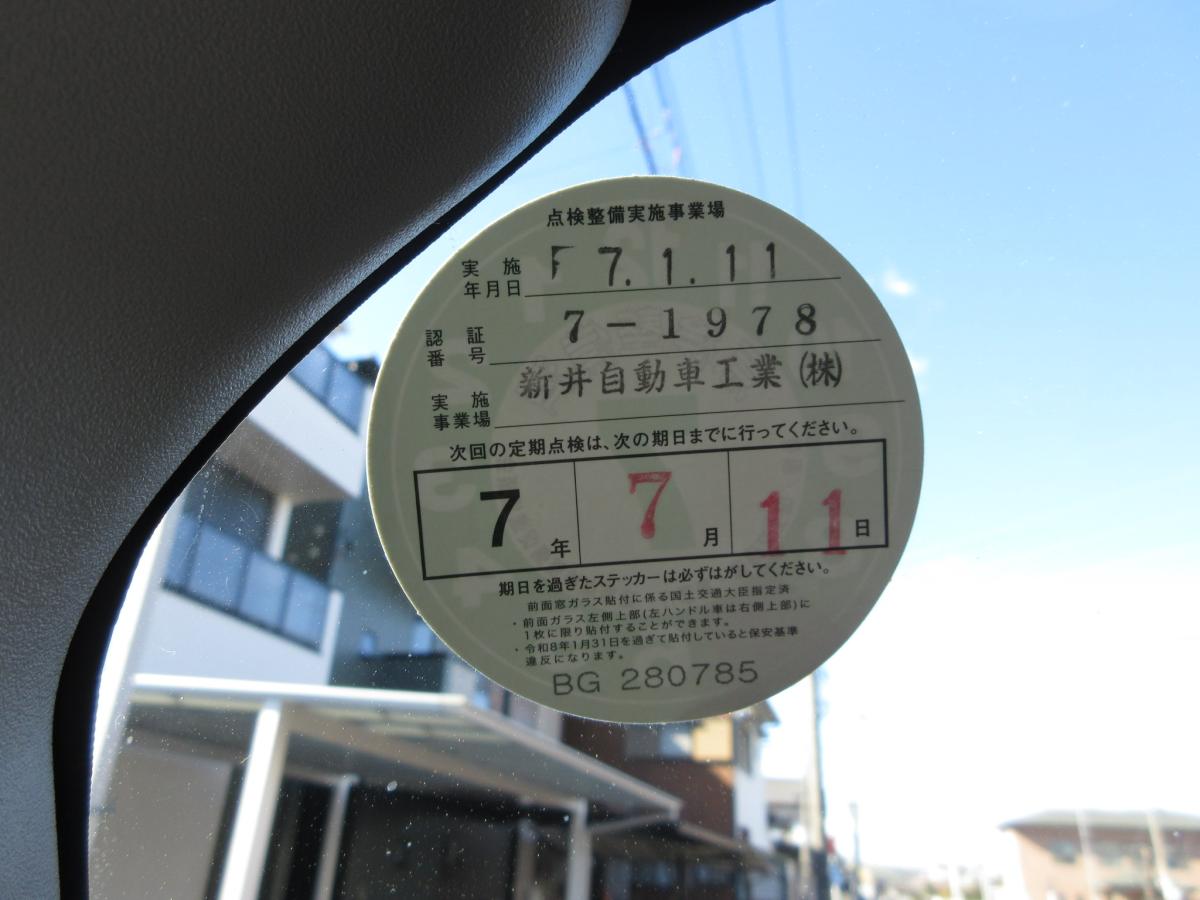 点検整備実施事業場
実施年月日 7.1.11
認証番号 7-1978
実施事業場 新井自動車工業(株)
次回の定期点検は、次の期日までに行ってください。
7年 7月 11日
期日を過ぎたステッカーは必ずはがしてください。
前面窓ガラス貼付に係る国土交通大臣指定済
・前面ガラス左側上部(左ハンドル車は右側上部)に
1枚に限り貼付することができます。
・令和8年1月31日を過ぎて貼付していると保安基準
違反になります。
BG 280785